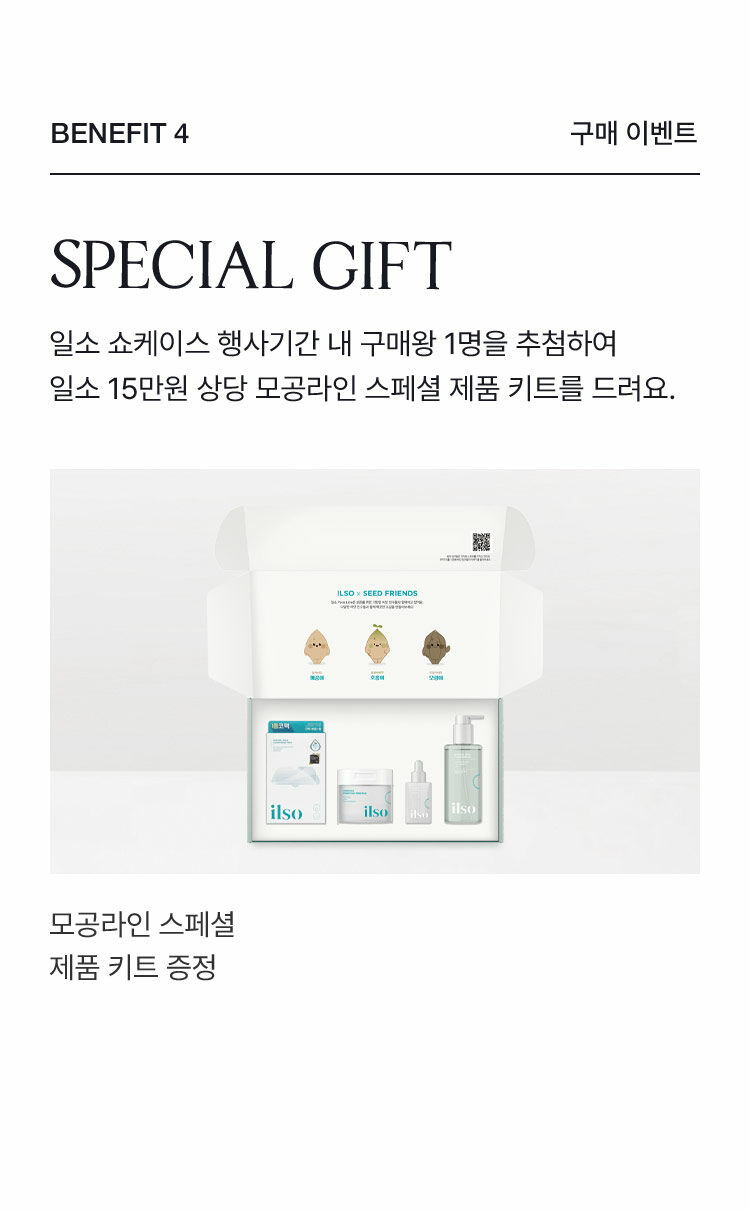 BENEFIT 4
구매 이벤트
SPECIAL GIFT
일소 쇼케이스 행사기간 내 구매왕 1명을 추첨하여
일소 15만원 상당 모공라인 스페셜 제품 키트를 드려요.
ILSO x SEED FRIENDS
ilso
ilso
ilso
ilso
모공라인 스페셜
제품 키트 증정